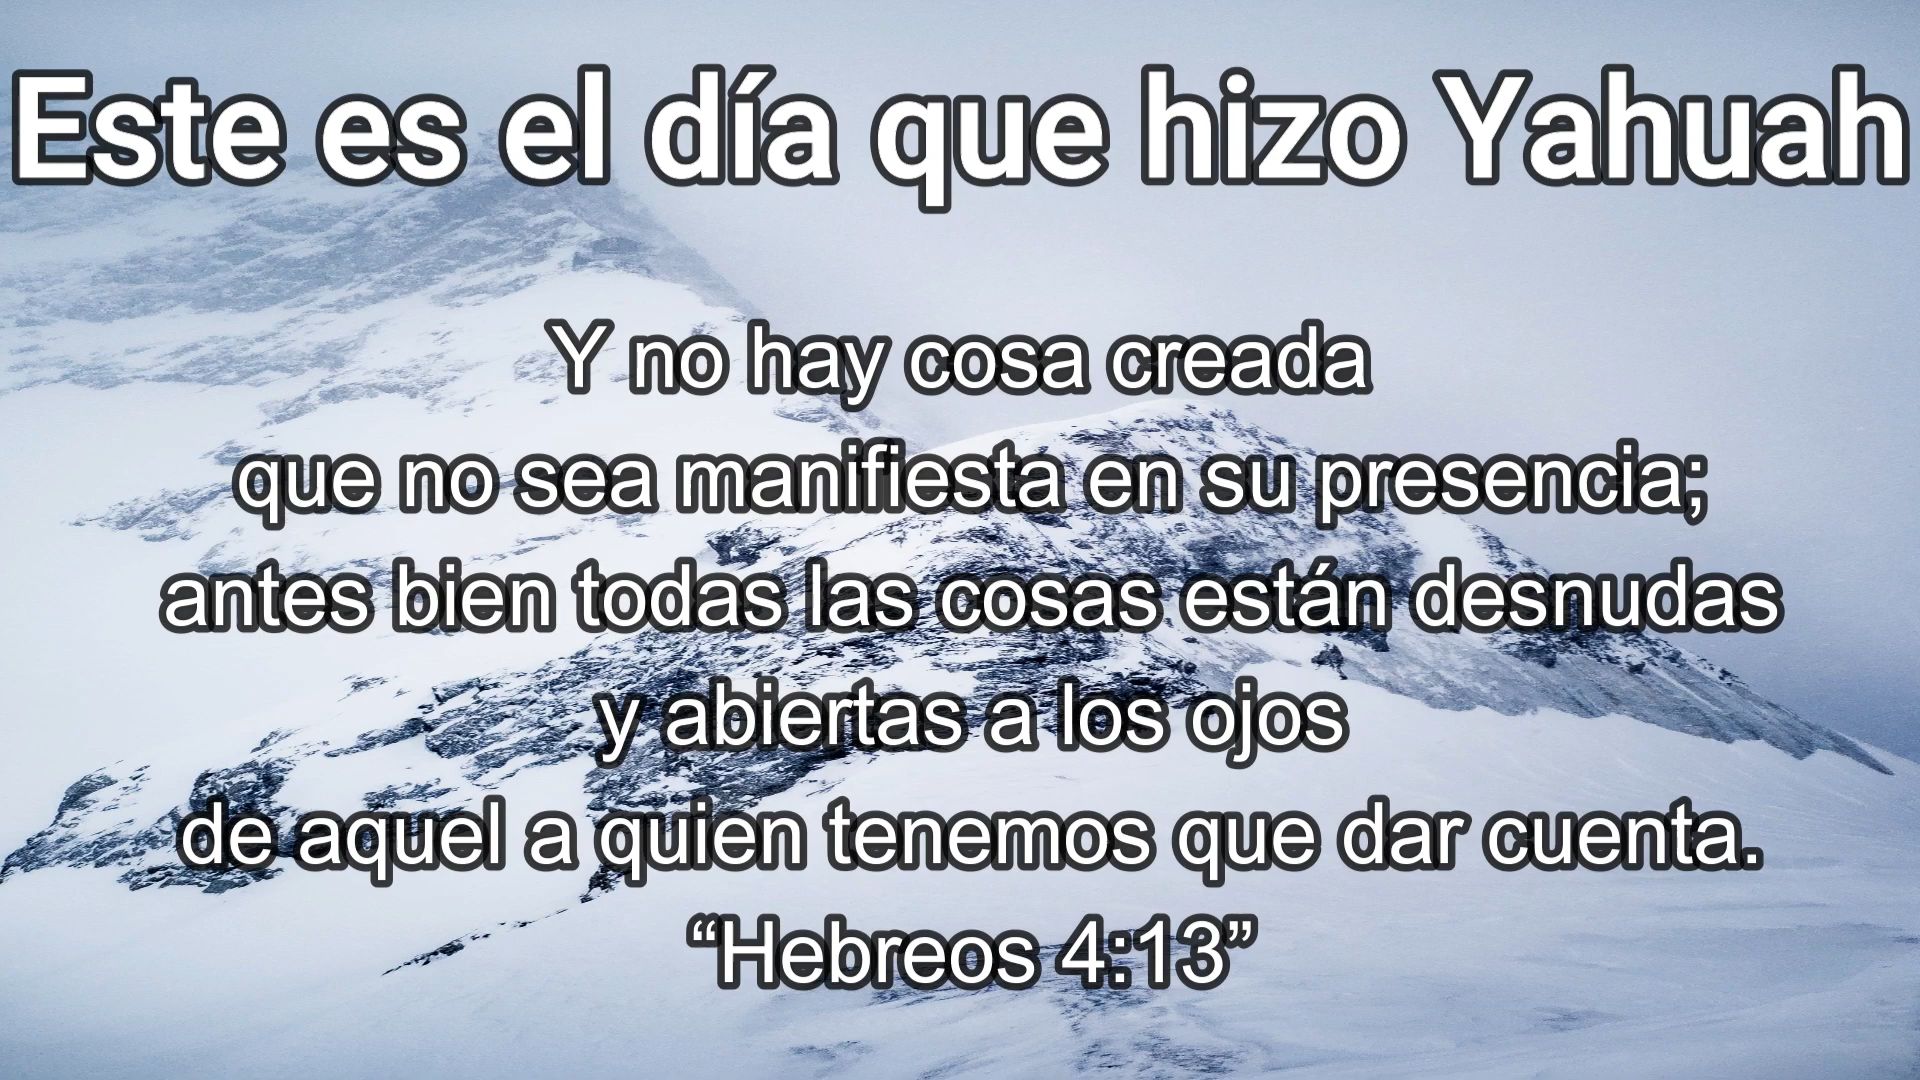 Este es el día que hizo Yahuah
Y no hay cosa creada
que no sea manifiesta en su presencia;
antes bien todas las cosas están desnudas
y abiertas a los ojos
de aquel a quien tenemos que dar cuenta.
“Hebreos 4:13”